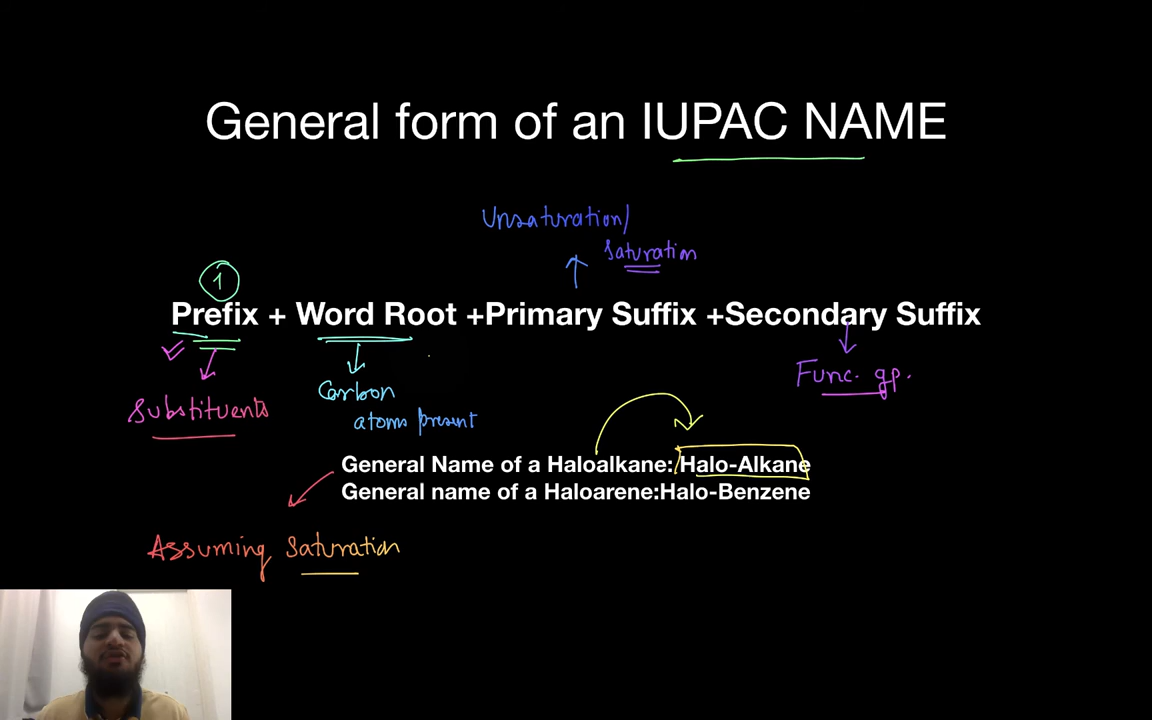 General form of an IUPAC NAME
Unsaturation/
Saturation
1
Prefix + Word Root +Primary Suffix +Secondary Suffix
Func. gp.
Carbon
Substituents
atoms present
General Name of a Haloalkane: Halo-Alkane
General name of a Haloarene:Halo-Benzene
Assuming saturation